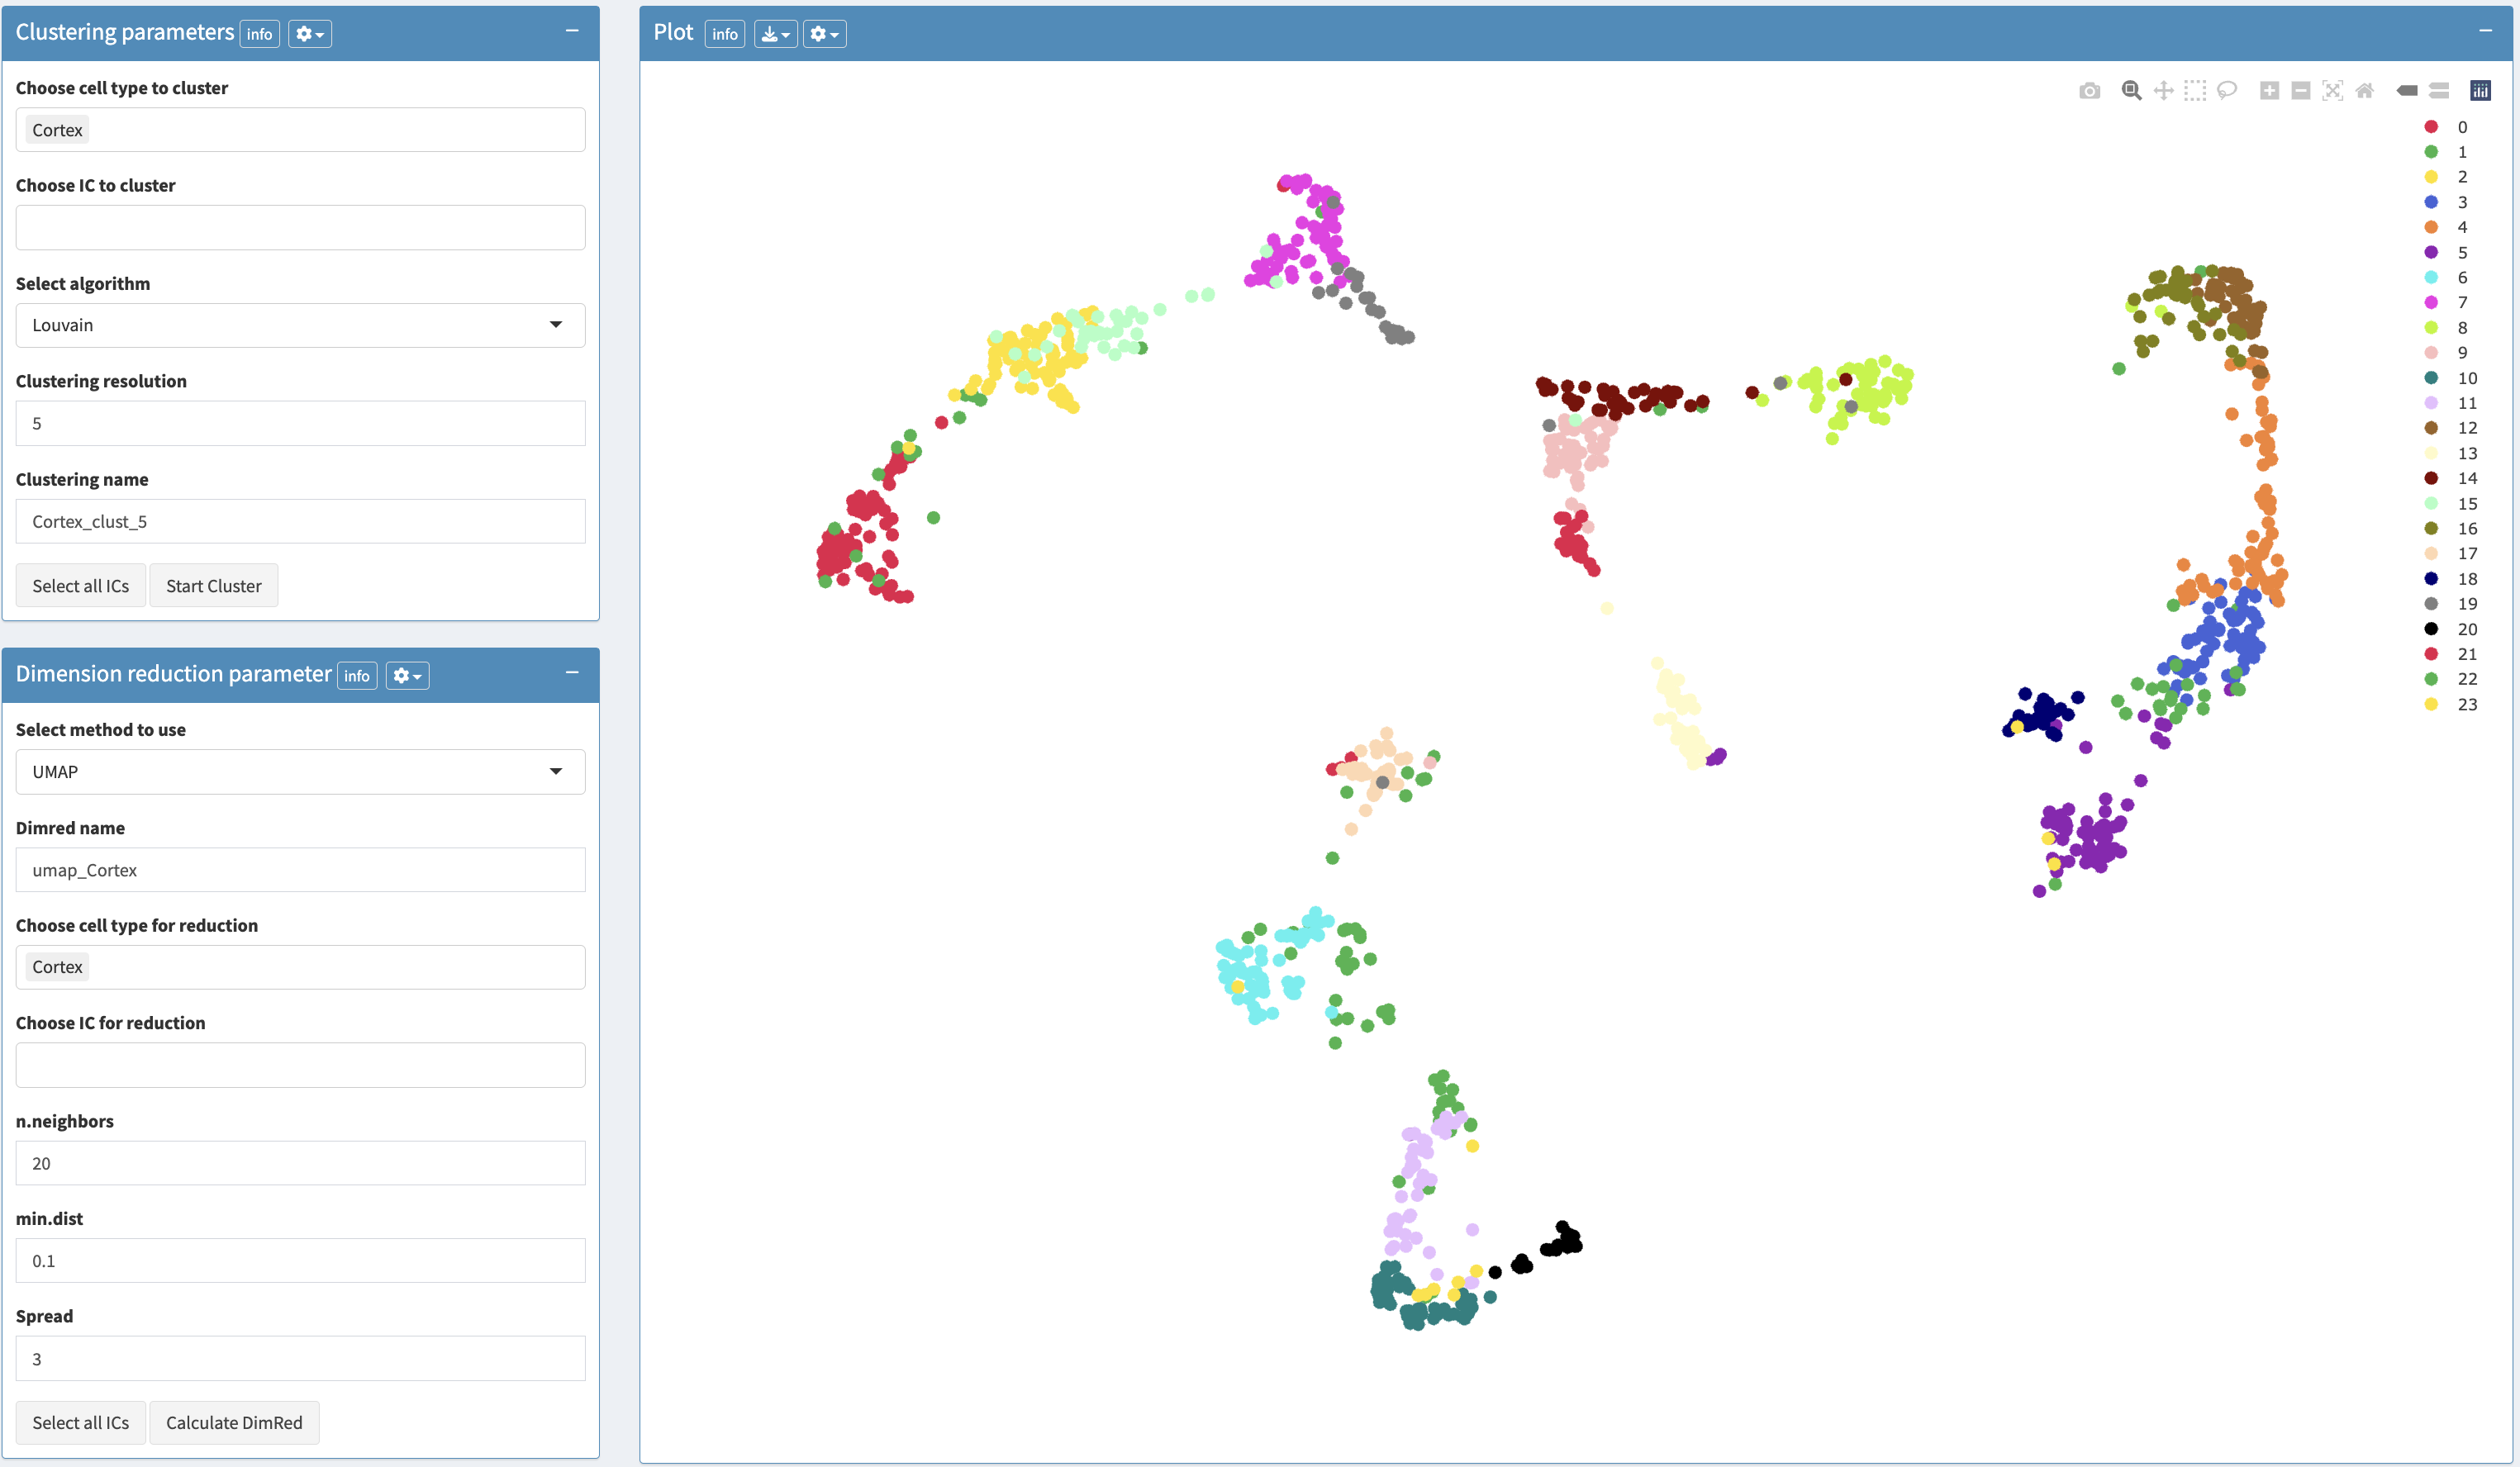 Clustering parameters info
Choose cell type to cluster
Cortex
Choose IC to cluster
Select algorithm
Louvain
Clustering resolution
5
Clustering name
Cortex_clust_5
Select all ICs Start Cluster
Dimension reduction parameter info
Select method to use
UMAP
Dimred name
umap_Cortex
Choose cell type for reduction
Cortex
Choose IC for reduction
n.neighbors
20
min.dist
0.1
Spread
3
Select all ICs Calculate DimRed
Plot info
0
1
2
3
4
5
6
7
8
9
10
11
12
13
14
15
16
17
18
19
20
21
22
23